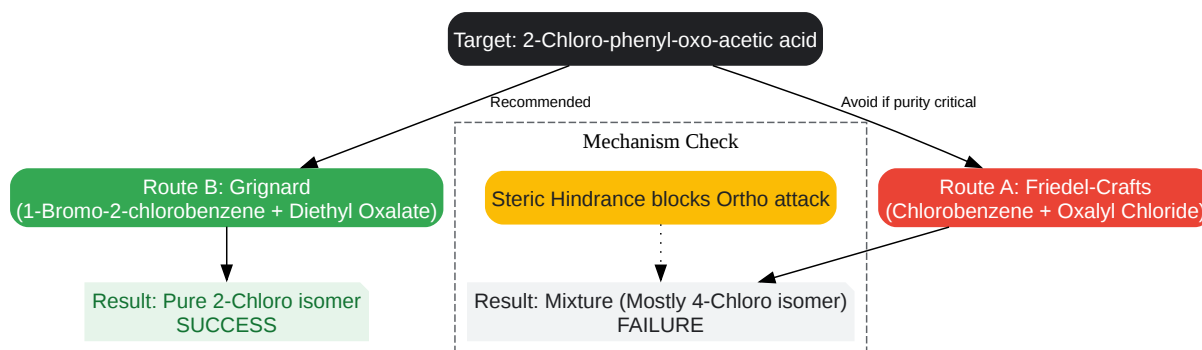 Target: 2-Chloro-phenyl-oxo-acetic acid
Recommended
Avoid if purity critical
Mechanism Check
Route B: Grignard
(1-Bromo-2-chlorobenzene + Diethyl Oxalate)
Steric Hindrance blocks Ortho attack
Route A: Friedel-Crafts
(Chlorobenzene + Oxalyl Chloride)
Result: Pure 2-Chloro isomer
SUCCESS
Result: Mixture (Mostly 4-Chloro isomer)
FAILURE